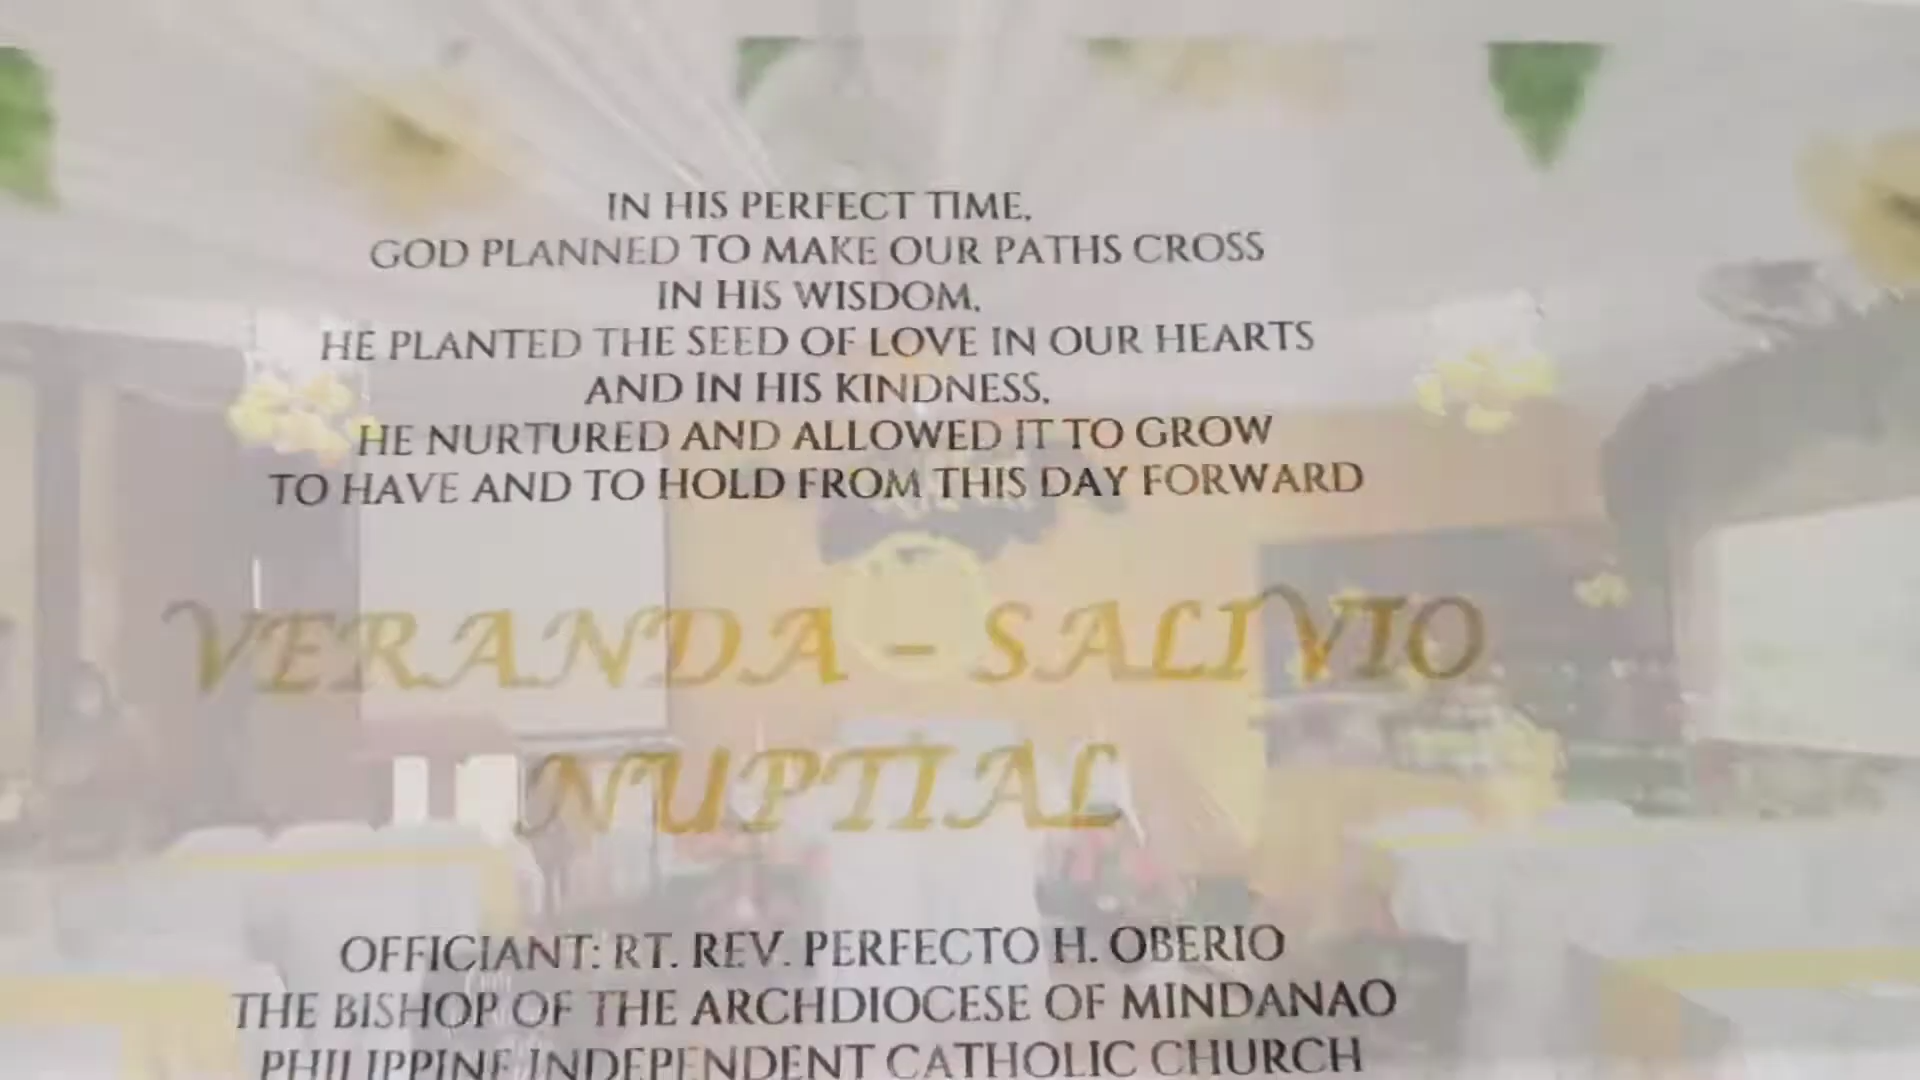 IN HIS PERFECT TIME,
GOD PLANNED TO MAKE OUR PATHS CROSS
IN HIS WISDOM,
HE PLANTED THE SEED OF LOVE IN OUR HEARTS
AND IN HIS KINDNESS,
HE NURTURED AND ALLOWED IT TO GROW
TO HAVE AND TO HOLD FROM THIS DAY FORWARD
VERANDA – SALIVIO
NUPTIAL
OFFICIANT: RT. REV. PERFECTO H. OBERIO
THE BISHOP OF THE ARCHDIOCESE OF MINDANAO
PHILIPPINE INDEPENDENT CATHOLIC CHURCH